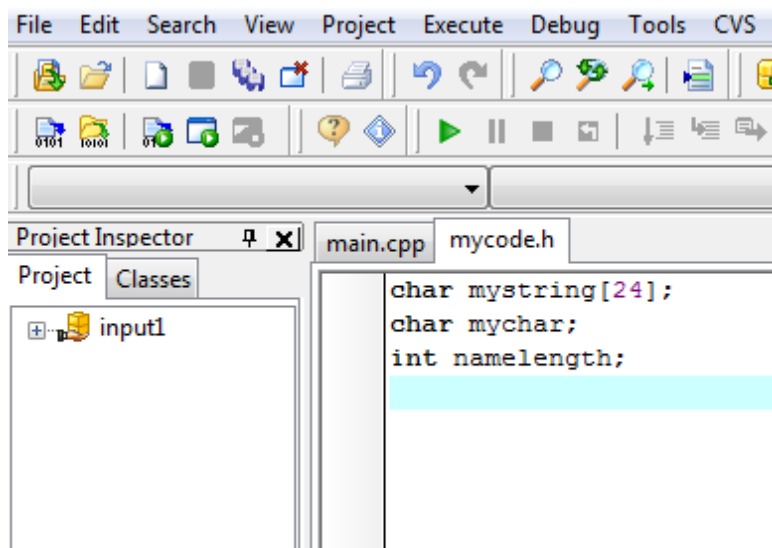 File Edit Search View Project Execute Debug Tools CVS
Project Inspector
main.cpp mycode.h
Project Classes
input1
char mystring[24];
char mychar;
int namelength;